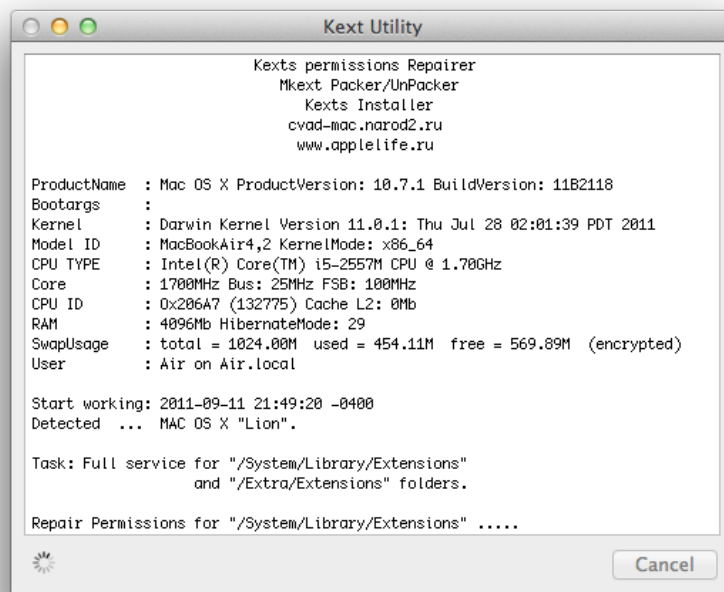 Kext Utility
Kexts permissions Repairer
Mkext Packer/UnPacker
Kexts Installer
cvad-mac.narod2.ru
www.applelife.ru
ProductName : Mac OS X ProductVersion: 10.7.1 BuildVersion: 11B2118
Bootargs :
Kernel : Darwin Kernel Version 11.0.1: Thu Jul 28 02:01:39 PDT 2011
Model ID : MacBookAir4,2 KernelMode: x86_64
CPU TYPE : Intel(R) Core(TM) i5-2557M CPU @ 1.70GHz
Core : 1700MHz Bus: 25MHz FSB: 100MHz
CPU ID : 0x206A7 (132775) Cache L2: 0Mb
RAM : 4096Mb HibernateMode: 29
SwapUsage : total = 1024.00M used = 454.11M free = 569.89M (encrypted)
User : Air on Air.local
Start working: 2011-09-11 21:49:20 -0400
Detected ... MAC OS X "Lion".
Task: Full service for "/System/Library/Extensions"
and "/Extra/Extensions" folders.
Repair Permissions for "/System/Library/Extensions" .....
Cancel